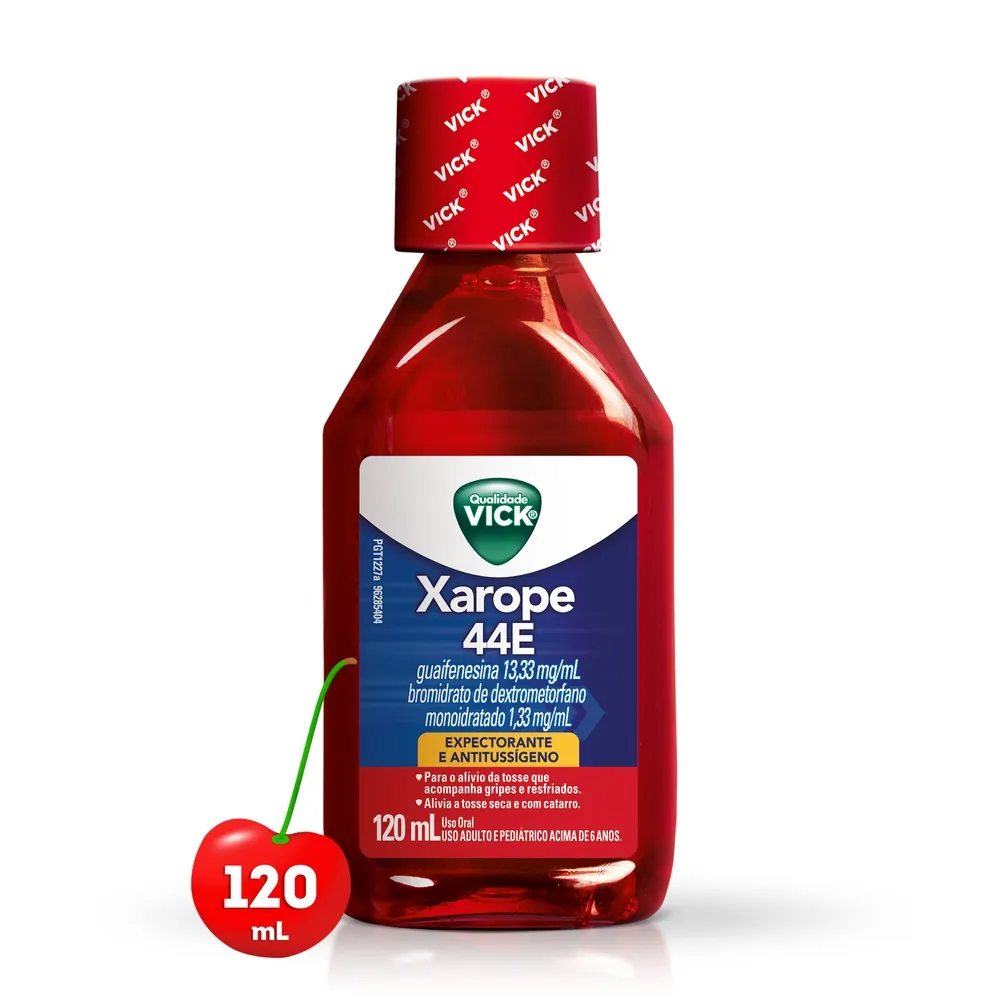 VICK®
VICK®
VICK®
VICK®
VICK®
VICK®
VICK®
Qualidade
VICK®
Xarope
44E
guaifenesina 13,33 mg/mL
bromidrato de dextrometorfano
monoidratado 1,33 mg/mL
EXPECTORANTE
E ANTITUSSÍGENO
Para o alívio da tosse que
acompanha gripes e resfriados.
Alivia a tosse seca e com catarro.
120 mL Uso Oral
USO ADULTO E PEDIÁTRICO ACIMA DE 6 ANOS.
PGT1227a 96285404
120
mL